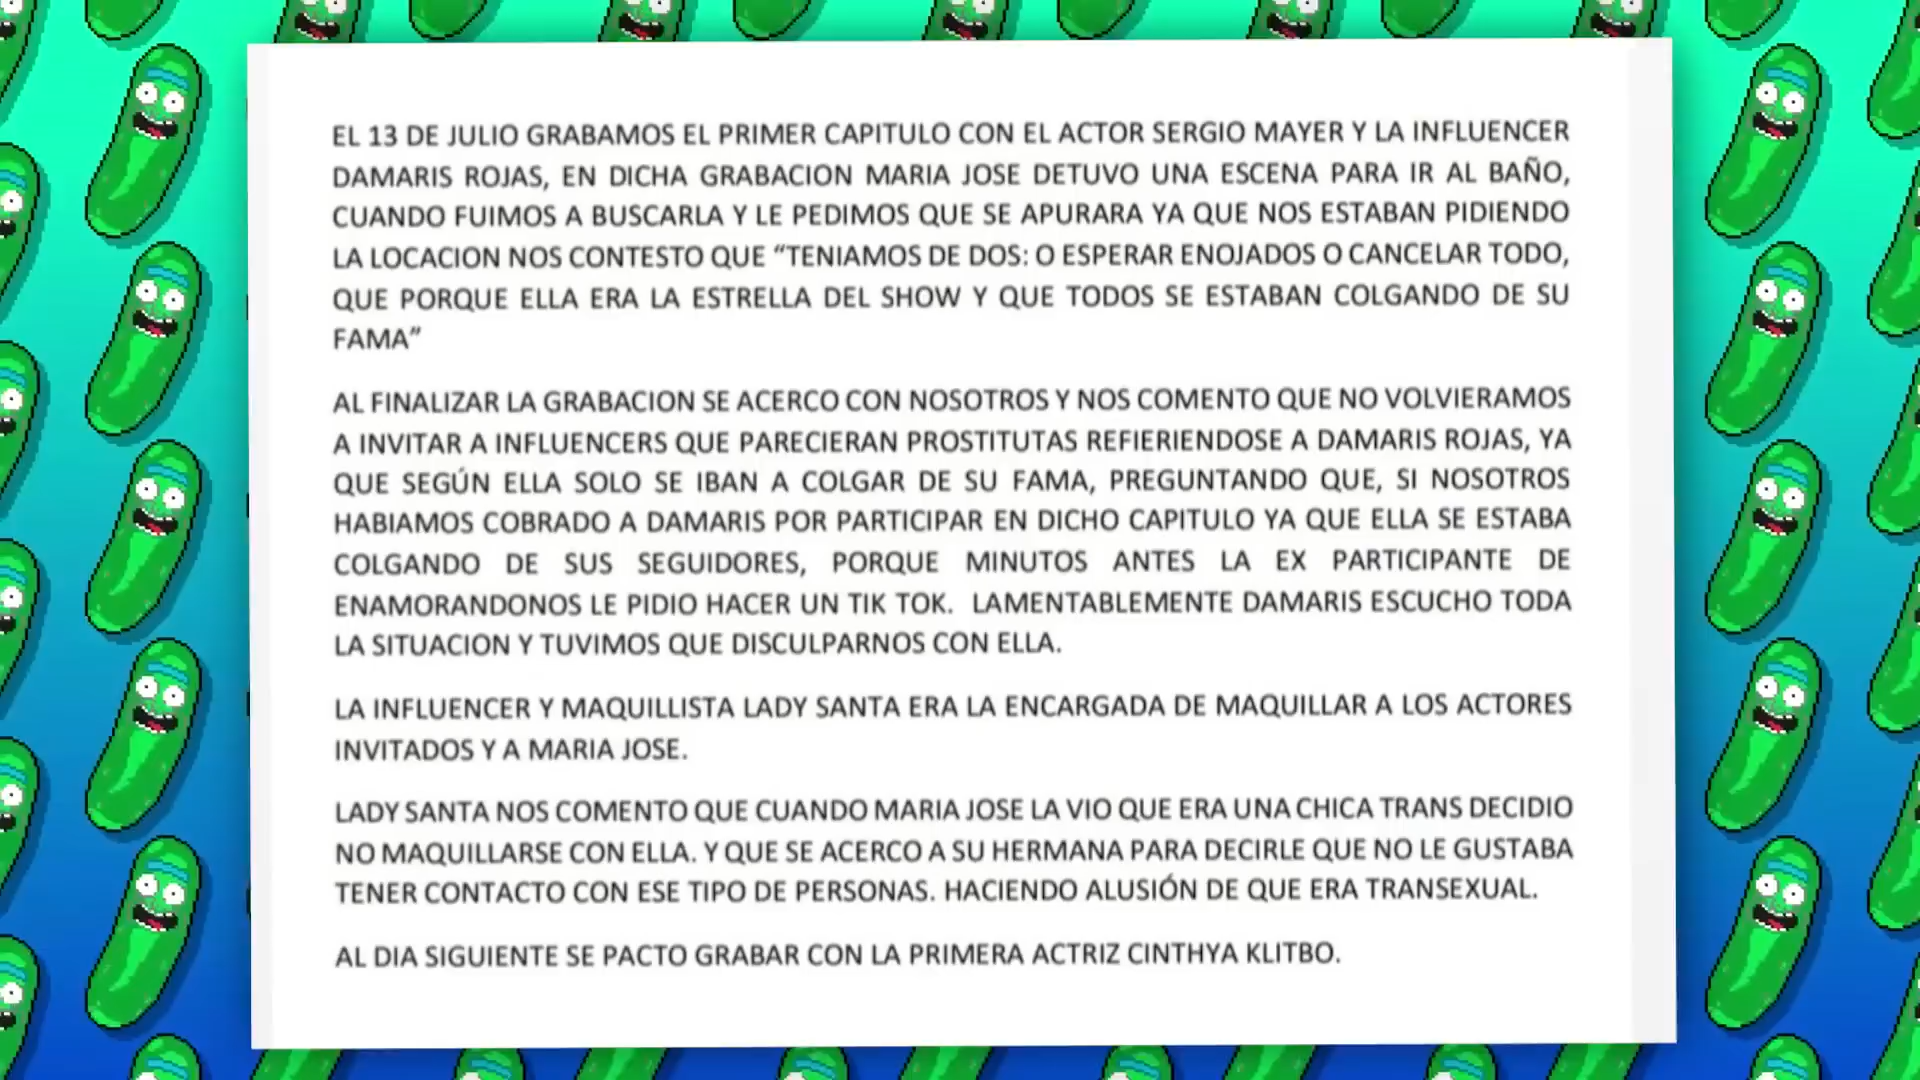 EL 13 DE JULIO GRABAMOS EL PRIMER CAPITULO CON EL ACTOR SERGIO MAYER Y LA INFLUENCER
DAMARIS ROJAS, EN DICHA GRABACION MARIA JOSE DETUVO UNA ESCENA PARA IR AL BAÑO,
CUANDO FUIMOS A BUSCARLA Y LE PEDIMOS QUE SE APURARA YA QUE NOS ESTABAN PIDIENDO
LA LOCACION NOS CONTESTO QUE “TENIAMOS DE DOS: O ESPERAR ENOJADOS O CANCELAR TODO,
QUE PORQUE ELLA ERA LA ESTRELLA DEL SHOW Y QUE TODOS SE ESTABAN COLGANDO DE SU
FAMA”
AL FINALIZAR LA GRABACION SE ACERCO CON NOSOTROS Y NOS COMENTO QUE NO VOLVIERAMOS
A INVITAR A INFLUENCERS QUE PARECIERAN PROSTITUTAS REFIERIENDOSE A DAMARIS ROJAS, YA
QUE SEGÚN ELLA SOLO SE IBAN A COLGAR DE SU FAMA, PREGUNTANDO QUE, SI NOSOTROS
HABIAMOS COBRADO A DAMARIS POR PARTICIPAR EN DICHO CAPITULO YA QUE ELLA SE ESTABA
COLGANDO DE SUS SEGUIDORES, PORQUE MINUTOS ANTES LA EX PARTICIPANTE DE
ENAMORANDONOS LE PIDIO HACER UN TIK TOK. LAMENTABLEMENTE DAMARIS ESCUCHO TODA
LA SITUACION Y TUVIMOS QUE DISCULPARNOS CON ELLA.
LA INFLUENCER Y MAQUILLISTA LADY SANTA ERA LA ENCARGADA DE MAQUILLAR A LOS ACTORES
INVITADOS Y A MARIA JOSE.
LADY SANTA NOS COMENTO QUE CUANDO MARIA JOSE LA VIO QUE ERA UNA CHICA TRANS DECIDIO
NO MAQUILLARSE CON ELLA. Y QUE SE ACERCO A SU HERMANA PARA DECIRLE QUE NO LE GUSTABA
TENER CONTACTO CON ESE TIPO DE PERSONAS. HACIENDO ALUSIÓN DE QUE ERA TRANSEXUAL.
AL DIA SIGUIENTE SE PACTO GRABAR CON LA PRIMERA ACTRIZ CINTHYA KLITBO.